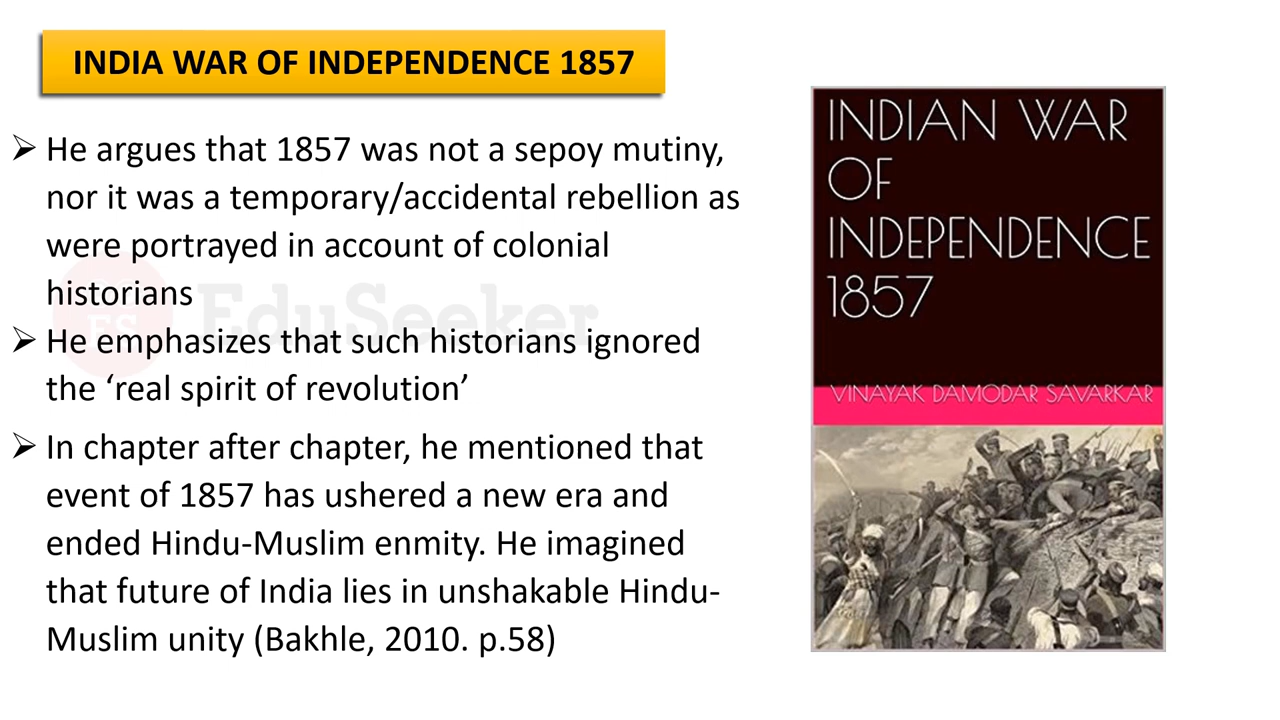 INDIA WAR OF INDEPENDENCE 1857
➢ He argues that 1857 was not a sepoy mutiny,
nor it was a temporary/accidental rebellion as
were portrayed in account of colonial
historians
➢ He emphasizes that such historians ignored
the ‘real spirit of revolution’
➢ In chapter after chapter, he mentioned that
event of 1857 has ushered a new era and
ended Hindu-Muslim enmity. He imagined
that future of India lies in unshakable Hindu-
Muslim unity (Bakhle, 2010. p.58)
ES EduSeeker
INDIAN WAR
OF
INDEPENDENCE
1857
VINAYAK DAMODAR SAVARKAR